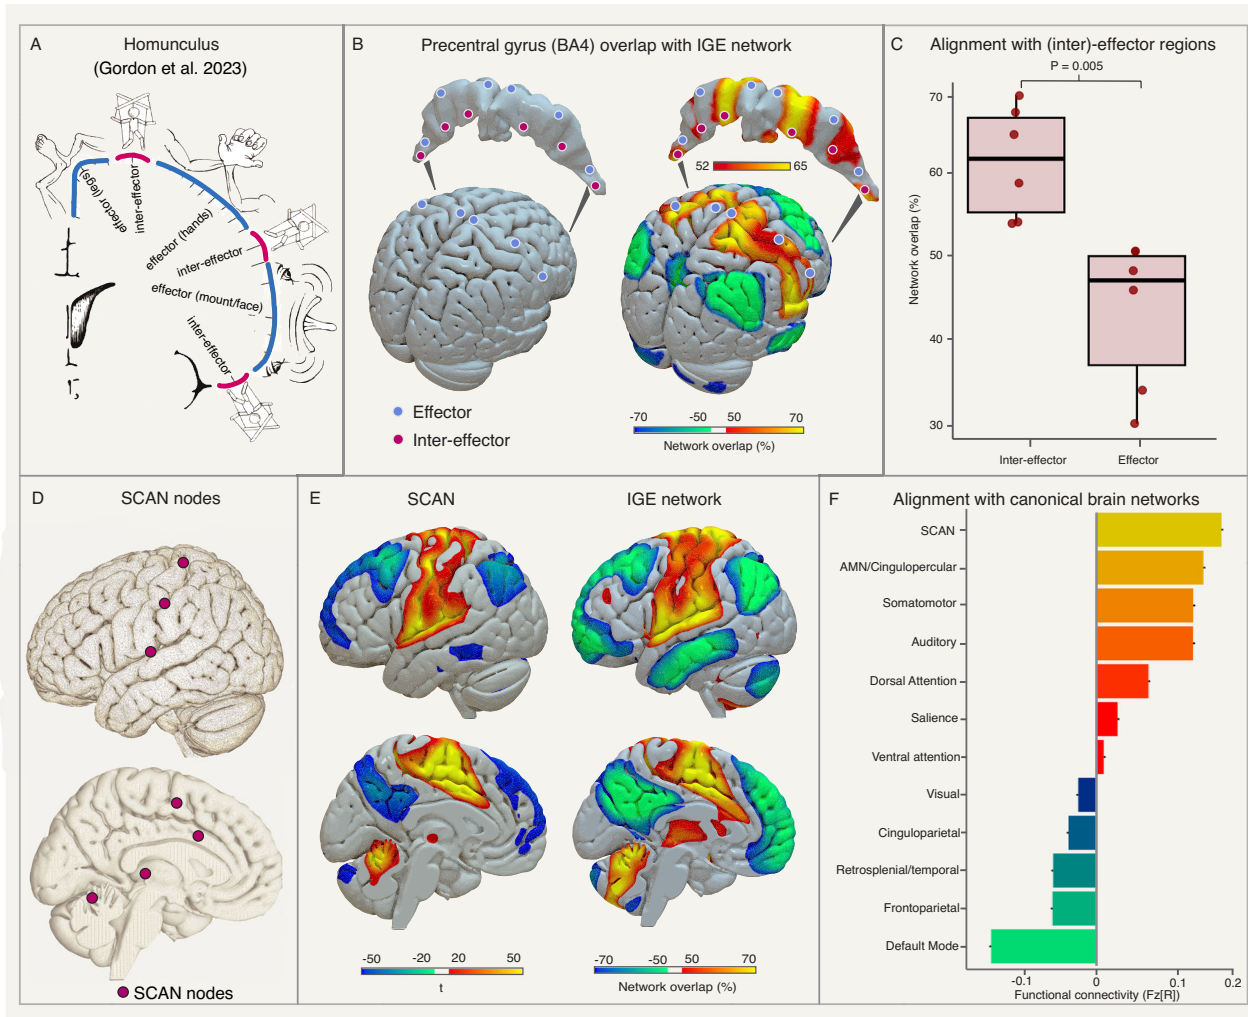 A
Homunculus
(Gordon et al. 2023)
effector (legs)
inter-effector
effector (hands)
inter-effector
effector (mount/face)
inter-effector
B
Precentral gyrus (BA4) overlap with IGE network
52
65
Effector
Inter-effector
-70
-50
50
70
Network overlap (%)
C
Alignment with (inter)-effector regions
P = 0.005
70
60
50
40
30
Network overlap (%)
Inter-effector
Effector
D
SCAN nodes
SCAN nodes
E
SCAN
IGE network
-50
-20
20
50
t
-70
-50
50
70
Network overlap (%)
F
Alignment with canonical brain networks
SCAN
AMN/Cingulopercular
Somatomotor
Auditory
Dorsal Attention
Salience
Ventral attention
Visual
Cinguloparietal
Retrosplenial/temporal
Frontoparietal
Default Mode
-0.1
0
0.1
0.2
Functional connectivity (Fz[R])